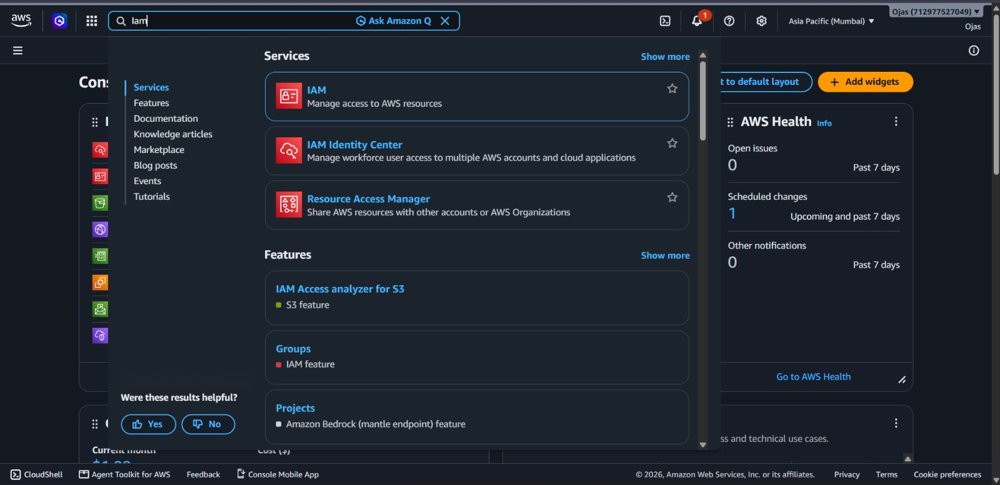 aws
Iam
Ask Amazon Q
1
Asia Pacific (Mumbai)
Ojas (712977527049)
Ojas
Services
Show more
Services
Features
Documentation
Knowledge articles
Marketplace
Blog posts
Events
Tutorials
IAM
Manage access to AWS resources
IAM Identity Center
Manage workforce user access to multiple AWS accounts and cloud applications
Resource Access Manager
Share AWS resources with other accounts or AWS Organizations
Features
Show more
IAM Access analyzer for S3
S3 feature
Groups
IAM feature
Projects
Amazon Bedrock (mantle endpoint) feature
Were these results helpful?
Yes
No
Cons
t to default layout
Add widgets
AWS Health Info
Open issues
0
Past 7 days
Scheduled changes
1
Upcoming and past 7 days
Other notifications
0
Past 7 days
Go to AWS Health
Current month
Cost ($)
ss and technical use cases.
CloudShell
Agent Toolkit for AWS
Feedback
Console Mobile App
© 2026, Amazon Web Services, Inc. or its affiliates.
Privacy
Terms
Cookie preferences